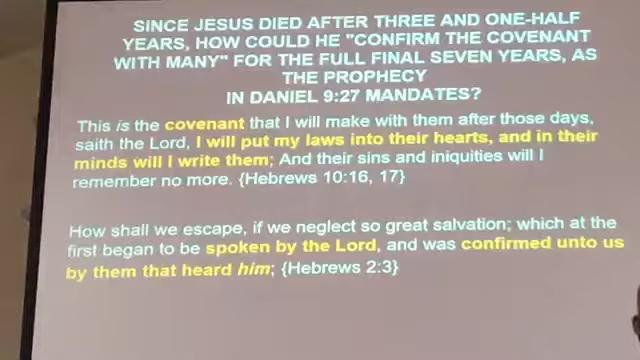 SINCE JESUS DIED AFTER THREE AND ONE-HALF
YEARS, HOW COULD HE "CONFIRM THE COVENANT
WITH MANY" FOR THE FULL FINAL SEVEN YEARS, AS
THE PROPHECY
IN DANIEL 9:27 MANDATES?
This is the covenant that I will make with them after those days,
saith the Lord, I will put my laws into their hearts, and in their
minds will I write them; And their sins and iniquities will I
remember no more. {Hebrews 10:16, 17}
How shall we escape, if we neglect so great salvation; which at the
first began to be spoken by the Lord, and was confirmed unto us
by them that heard him; {Hebrews 2:3}